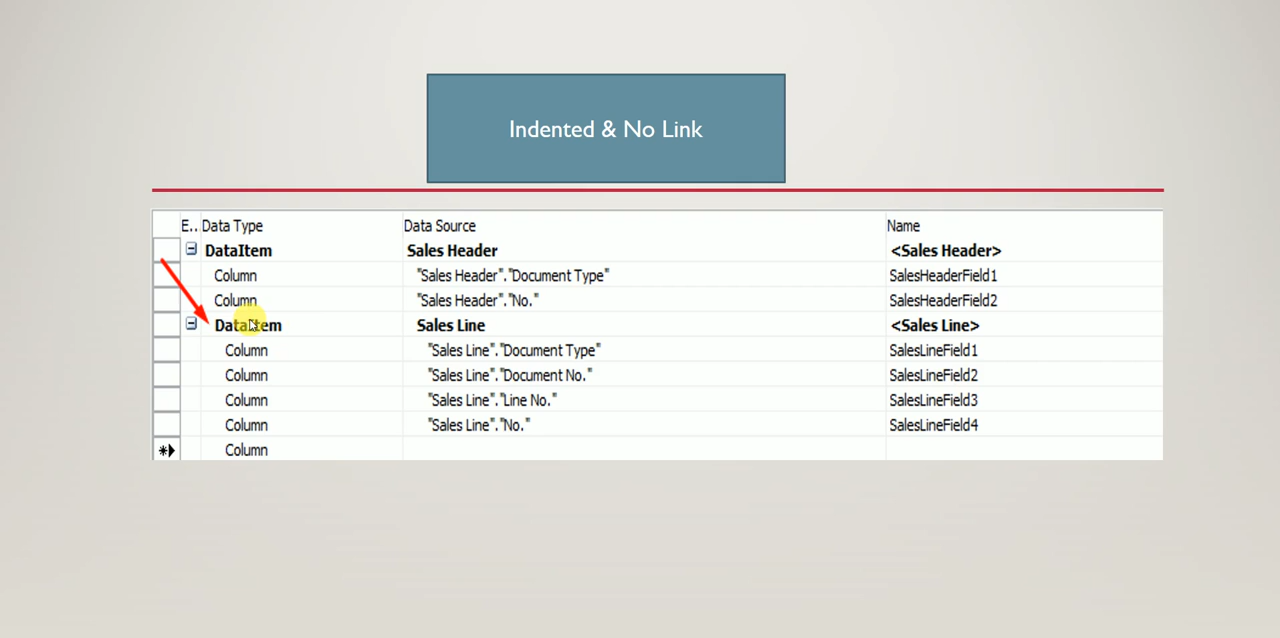 Indented & No Link
E.. Data Type Data Source Name
DataItem Sales Header <Sales Header>
Column "Sales Header"."Document Type" SalesHeaderField1
Column "Sales Header"."No." SalesHeaderField2
DataItem Sales Line <Sales Line>
Column "Sales Line"."Document Type" SalesLineField1
Column "Sales Line"."Document No." SalesLineField2
Column "Sales Line"."Line No." SalesLineField3
Column "Sales Line"."No." SalesLineField4
Column